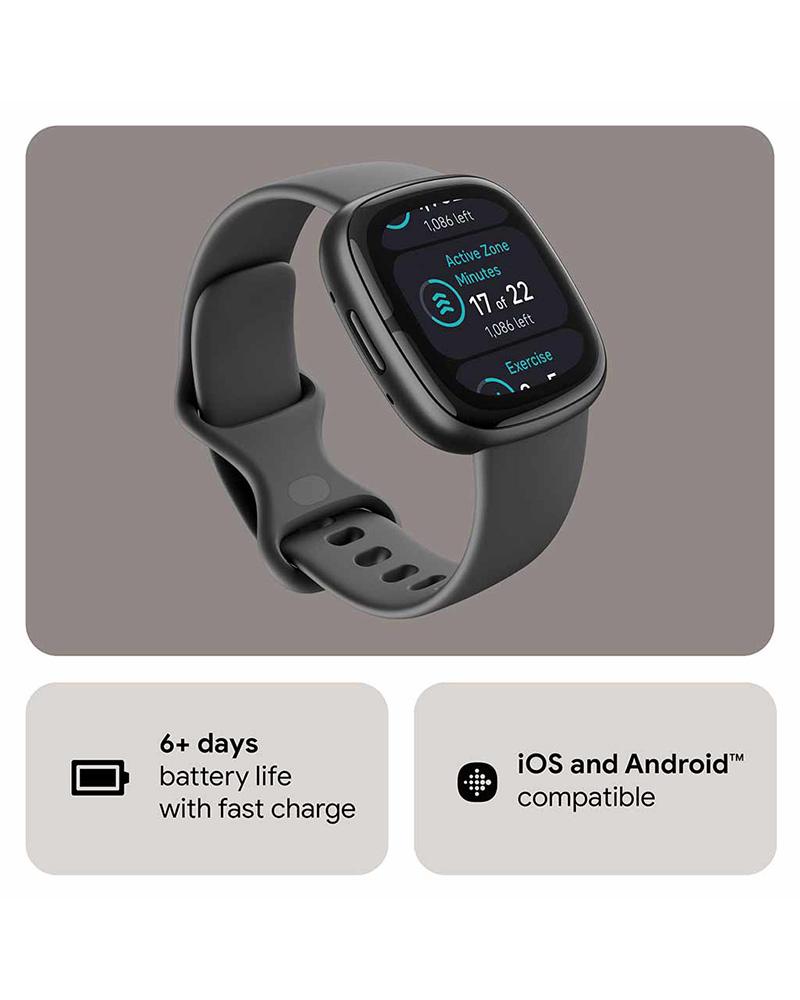 1,086 left
Active Zone
Minutes
17 of 22
1,086 left
Exercise
6+ days
battery life
with fast charge
iOS and Android™
compatible